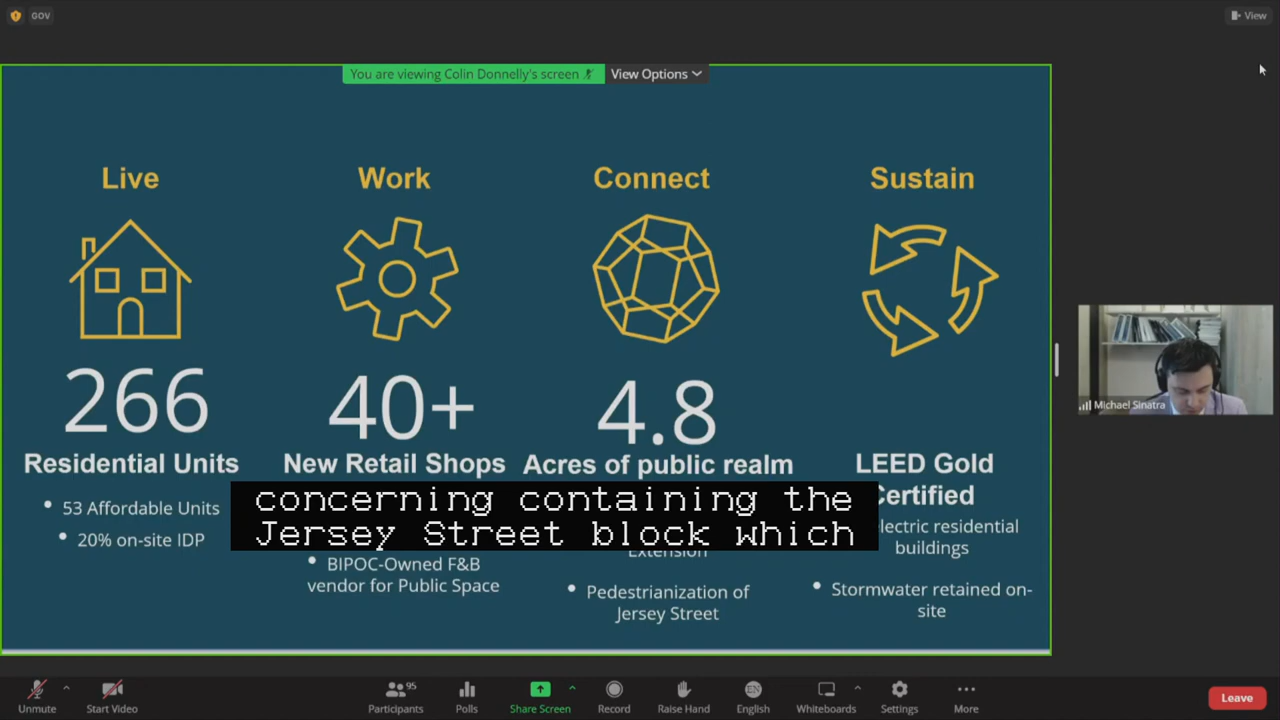 GOV
View
You are viewing Colin Donnelly's screen
View Options
Live
Work
Connect
Sustain
266
40+
4.8
Residential Units
New Retail Shops
Acres of public realm
LEED Gold
Certified
53 Affordable Units
20% on-site IDP
concerning containing the
Jersey Street block which
BIPOC-Owned F&B
vendor for Public Space
Extension
Pedestrianization of
Jersey Street
electric residential
buildings
Stormwater retained on-
site
Michael Sinatra
Unmute
Start Video
95
Participants
Polls
Share Screen
Record
Raise Hand
EN
English
Whiteboards
Settings
More
Leave